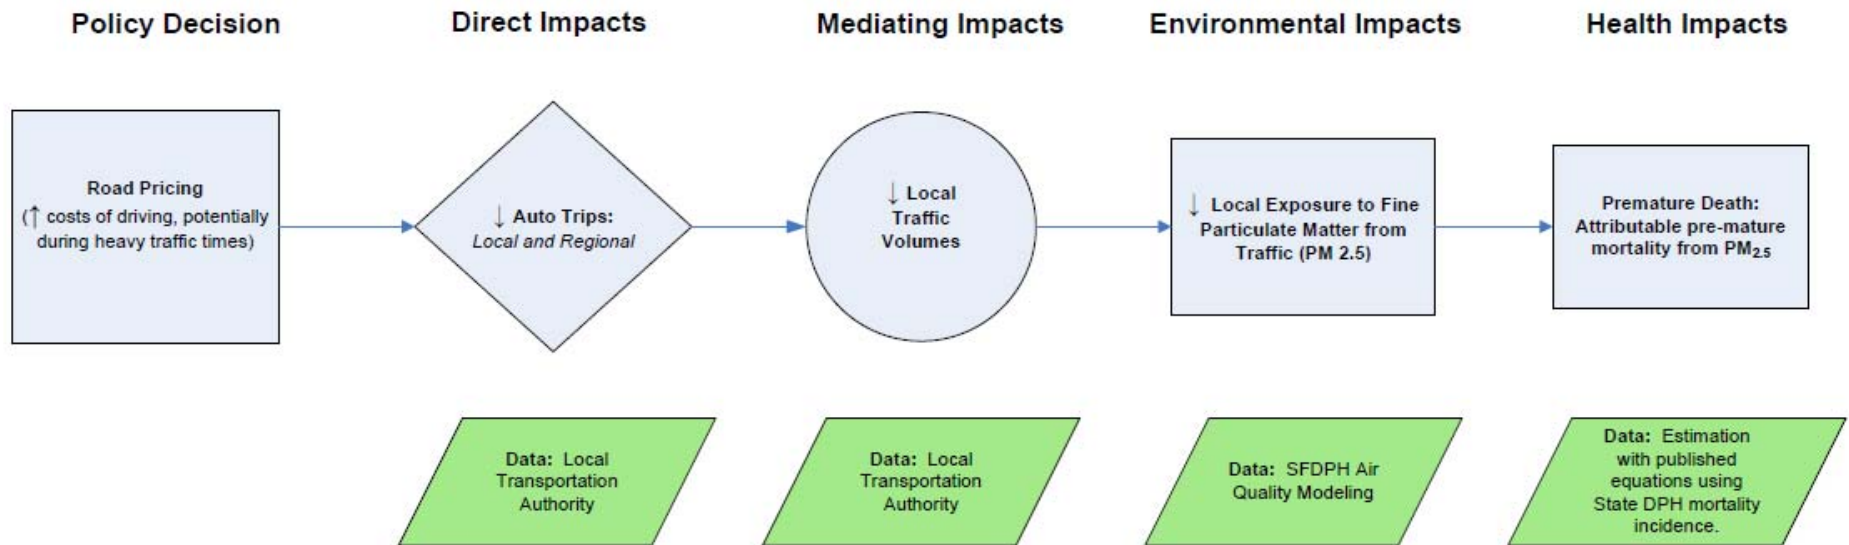 Policy Decision
Direct Impacts
Mediating Impacts
Environmental Impacts
Health Impacts
Road Pricing
(↑ costs of driving, potentially
during heavy traffic times)
↓ Auto Trips:
Local and Regional
↓ Local
Traffic
Volumes
↓ Local Exposure to Fine
Particulate Matter from
Traffic (PM 2.5)
Premature Death:
Attributable pre-mature
mortality from PM2.5
Data: Local
Transportation
Authority
Data: Local
Transportation
Authority
Data: SFDPH Air
Quality Modeling
Data: Estimation
with published
equations using
State DPH mortality
incidence.